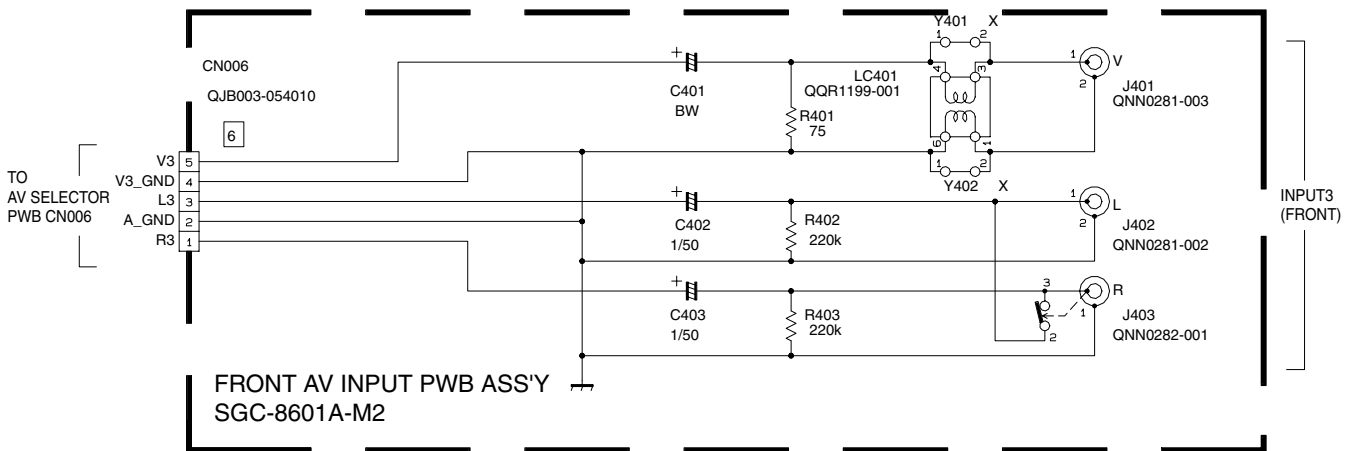 Y401 X
1 2
CN006
QJB003-054010
6
+
C401
BW
R401
75
LC401
QQR1199-001
4 3
6 1
1 2
Y402 X
1 V
2
J401
QNN0281-003
TO
AV SELECTOR
PWB CN006
V3 5
V3_GND 4
L3 3
A_GND 2
R3 1
+
C402
1/50
R402
220k
1 L
2
J402
QNN0281-002
INPUT3
(FRONT)
+
C403
1/50
R403
220k
3
2
R
1
J403
QNN0282-001
FRONT AV INPUT PWB ASS'Y
SGC-8601A-M2